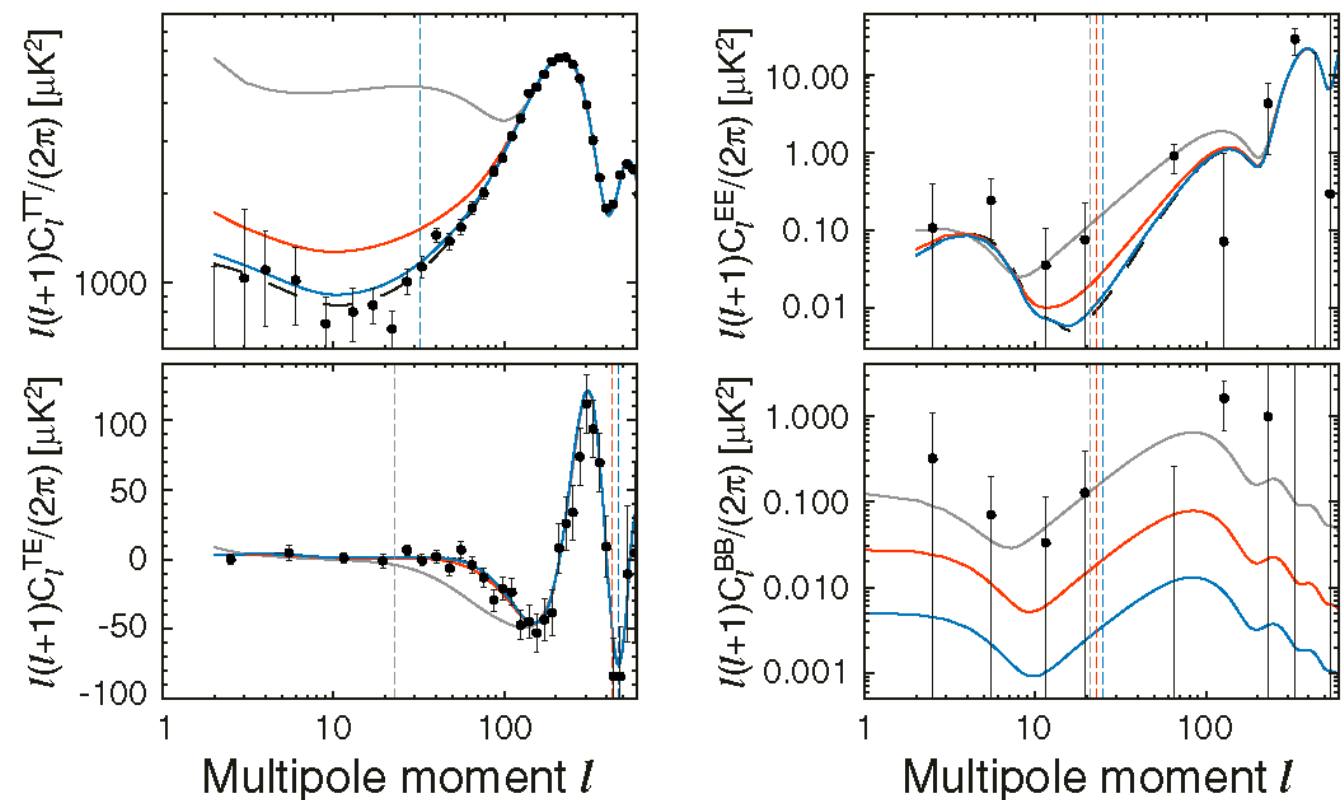 l(l+1)C_l^TT/(2π) [μK²]
1000
l(l+1)C_l^EE/(2π) [μK²]
10.00
1.00
0.10
0.01
l(l+1)C_l^TE/(2π) [μK²]
100
50
0
-50
-100
1 10 100
Multipole moment l
l(l+1)C_l^BB/(2π) [μK²]
1.000
0.100
0.010
0.001
1 10 100
Multipole moment l